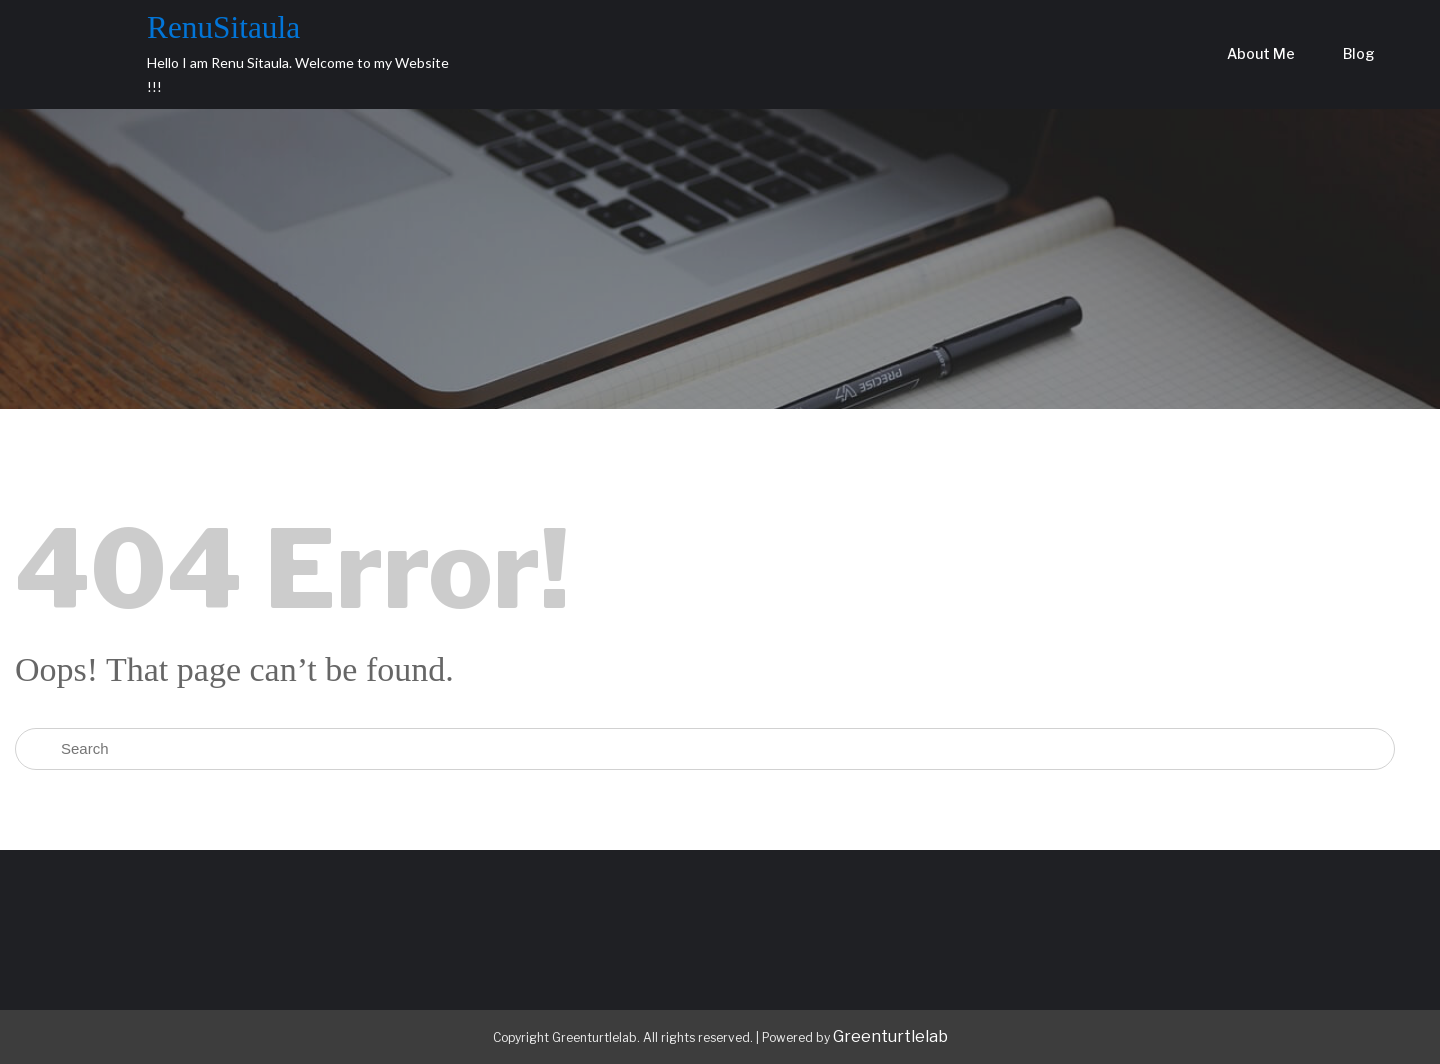 RenuSitaula
Hello I am Renu Sitaula. Welcome to my Website
!!!
About Me
Blog
PRECISE
V7
404 Error!
Oops! That page can’t be found.
Search
Copyright Greenturtlelab. All rights reserved. | Powered by Greenturtlelab